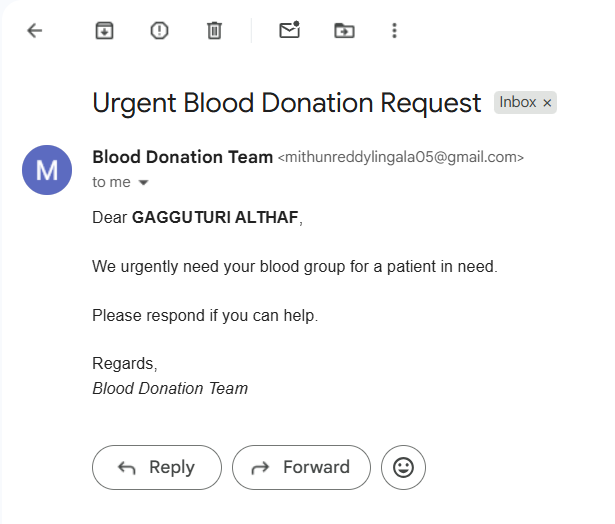 Urgent Blood Donation Request Inbox ×
M
Blood Donation Team <mithunreddylingala05@gmail.com>
to me
Dear GAGGUTURI ALTHAF,
We urgently need your blood group for a patient in need.
Please respond if you can help.
Regards,
Blood Donation Team
Reply Forward